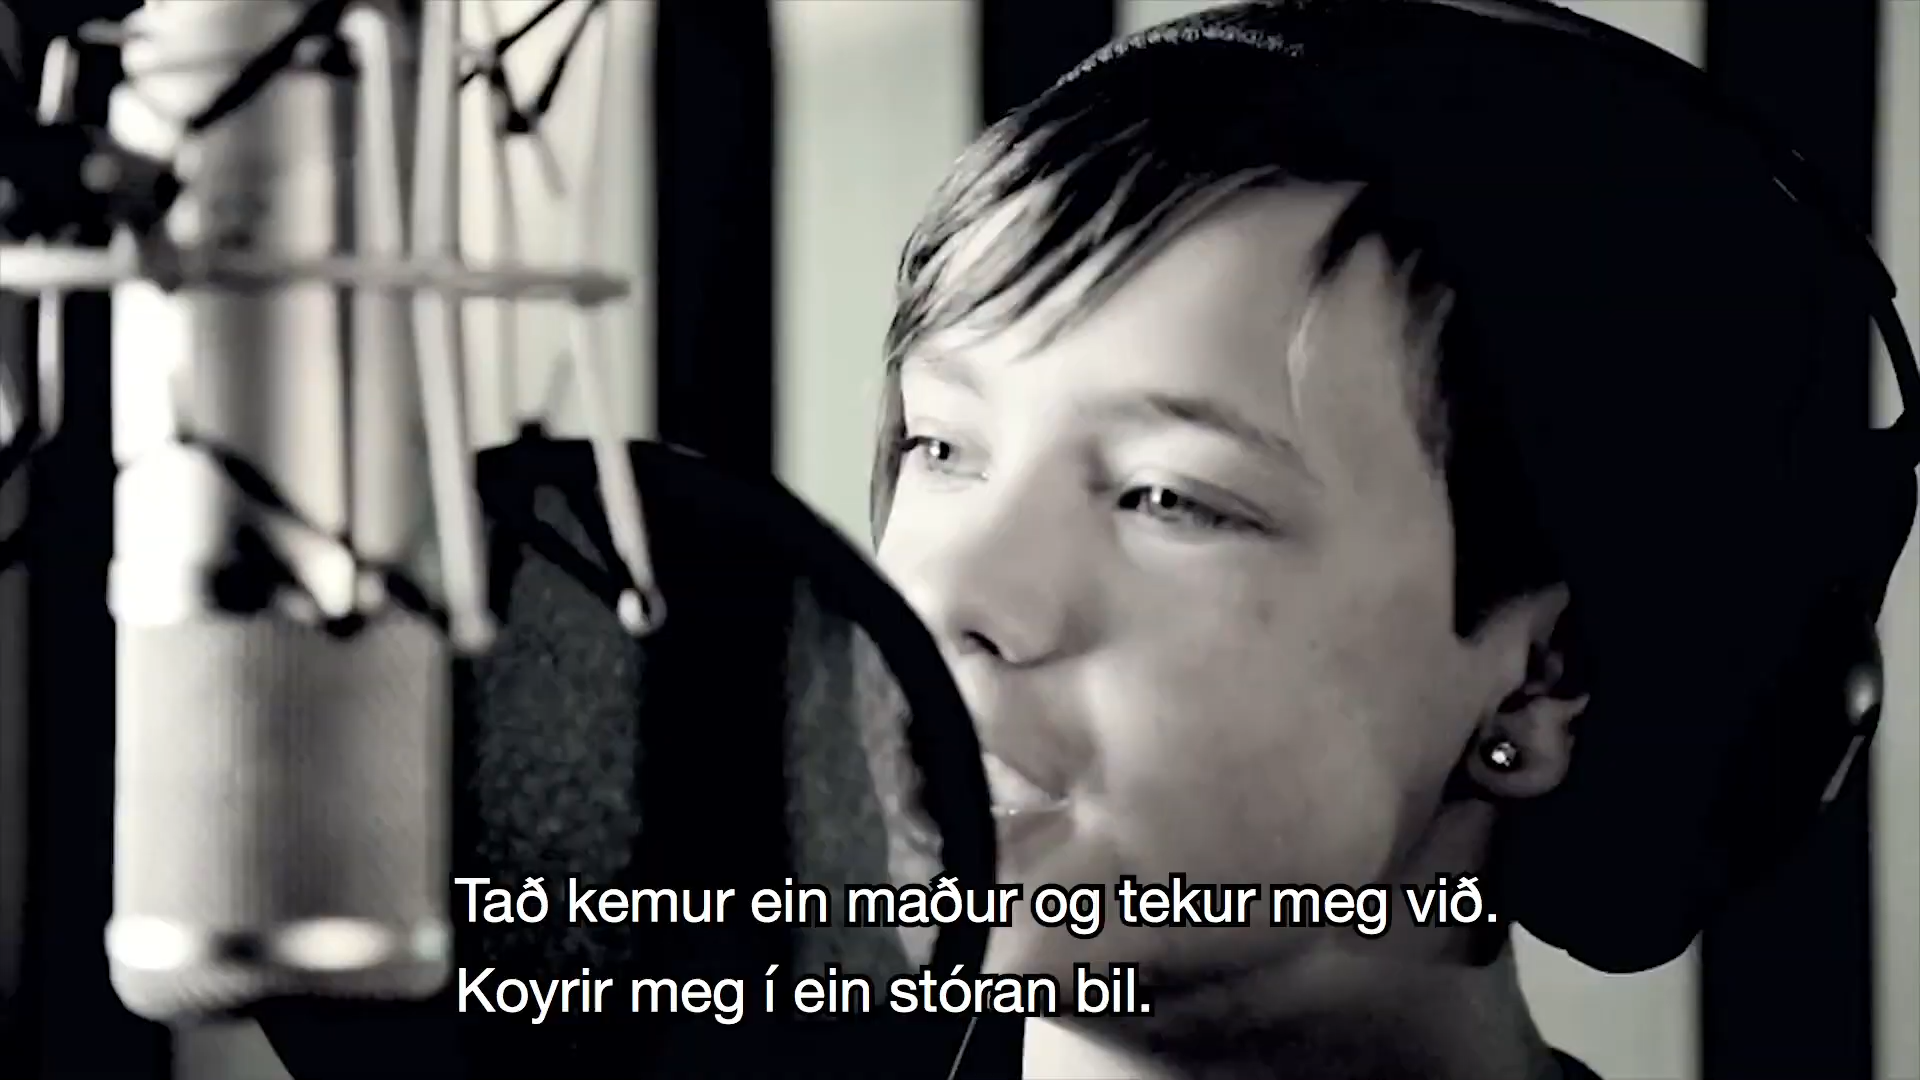 Tað kemur ein maður og tekur meg við.
Koyrir meg í ein stóran bil.